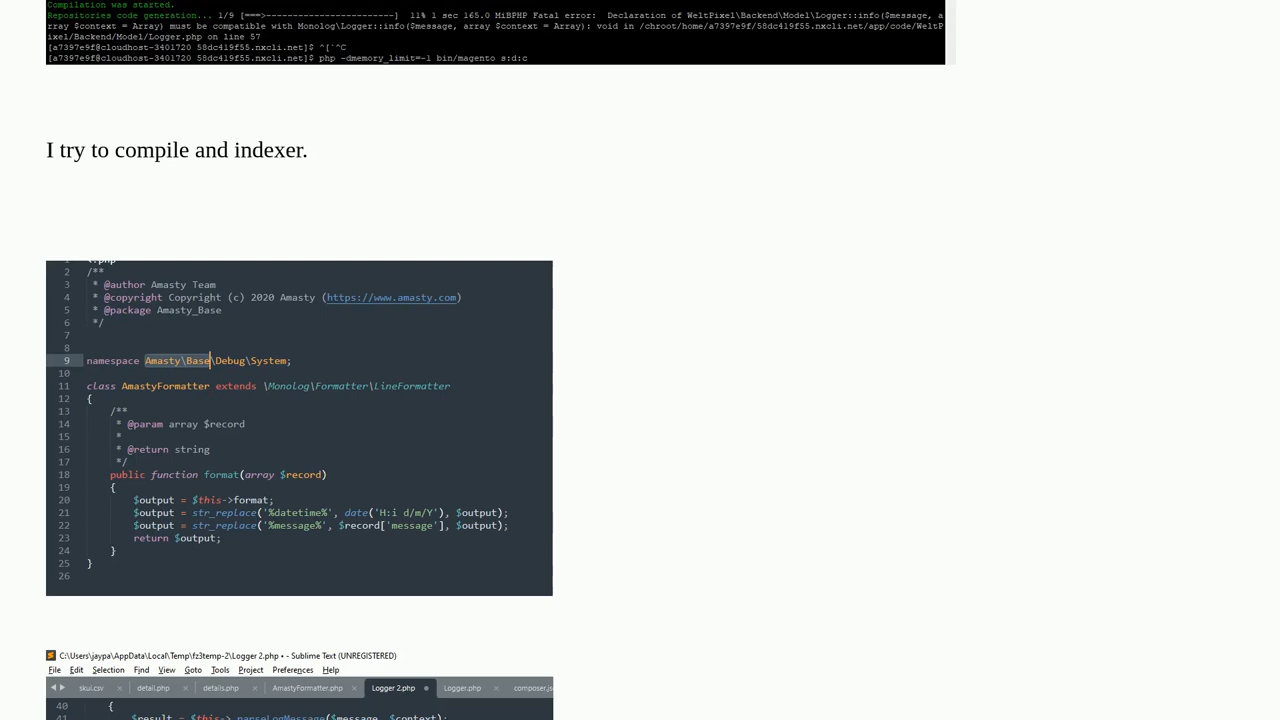 Compilation was started.
Repositories code generation... 1/9 [===>------------------------]  11% 1 sec 165.0 MiBPHP Fatal error:  Declaration of WeltPixel\Backend\Model\Logger::info($message, a
rray $context = Array) must be compatible with Monolog\Logger::info($message, array $context = Array): void in /chroot/home/a7397e9f/58dc419f55.nxcli.net/app/code/WeltP
ixel/Backend/Model/Logger.php on line 57
[a7397e9f@cloudhost-3401720 58dc419f55.nxcli.net]$ ^[`^C
[a7397e9f@cloudhost-3401720 58dc419f55.nxcli.net]$ php -dmemory_limit=-1 bin/magento s:d:c
I try to compile and indexer.
2 /**
3 * @author Amasty Team
4 * @copyright Copyright (c) 2020 Amasty (https://www.amasty.com)
5 * @package Amasty_Base
6 */
7
8
9 namespace Amasty\Base\Debug\System;
10
11 class AmastyFormatter extends \Monolog\Formatter\LineFormatter
12 {
13 /**
14 * @param array $record
15 *
16 * @return string
17 */
18 public function format(array $record)
19 {
20 $output = $this->format;
21 $output = str_replace('%datetime%', date('H:i d/m/Y'), $output);
22 $output = str_replace('%message%', $record['message'], $output);
23 return $output;
24 }
25 }
26
C:\Users\jaypa\AppData\Local\Temp\fz3temp-2\Logger 2.php • - Sublime Text (UNREGISTERED)
File Edit Selection Find View Goto Tools Project Preferences Help
skui.csv detail.php details.php AmastyFormatter.php Logger 2.php Logger.php composer.js
40 {
41 $result = $this->parseLogMessage($message, $context);